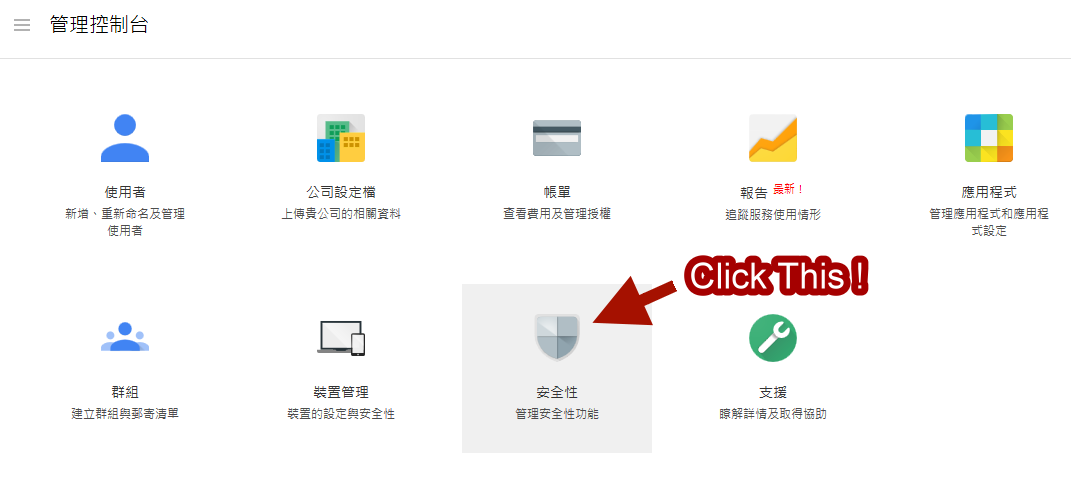 管理控制台
使用者
新增、重新命名及管理
使用者
公司設定檔
上傳貴公司的相關資料
帳單
查看費用及管理授權
報告 最新！
追蹤服務使用情形
應用程式
管理應用程式和應用程
式設定
Click This !
群組
建立群組與郵寄清單
裝置管理
裝置的設定與安全性
安全性
管理安全性功能
支援
瞭解詳情及取得協助